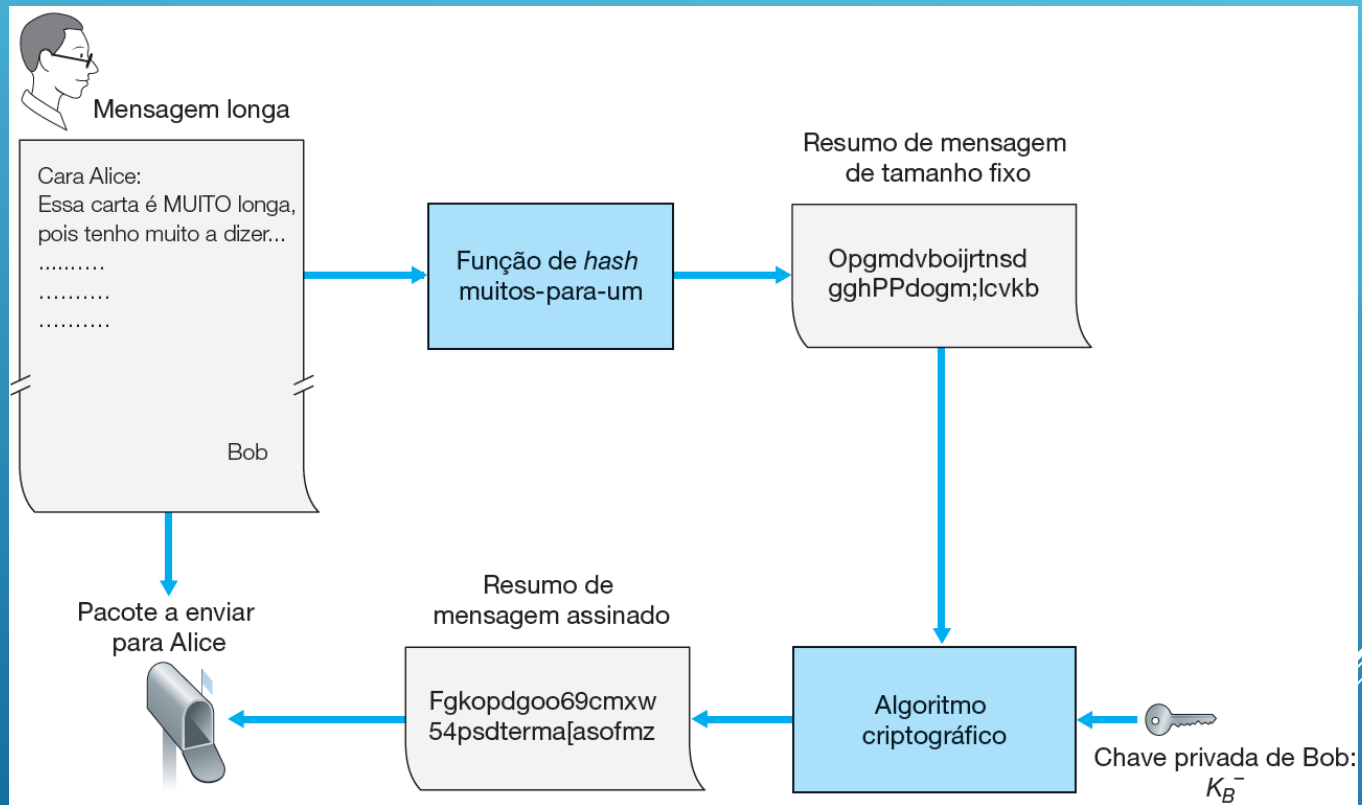 Mensagem longa
Cara Alice:
Essa carta é MUITO longa,
pois tenho muito a dizer...
..........
..........
..........
Bob
Função de hash
muitos-para-um
Resumo de mensagem
de tamanho fixo
Opgmdvboijrtnsd
gghPPdogm;lcvkb
Algoritmo
criptográfico
Chave privada de Bob:
K_B^-
Resumo de
mensagem assinado
Fgkopdgoo69cmxw
54psdterma[asofmz
Pacote a enviar
para Alice